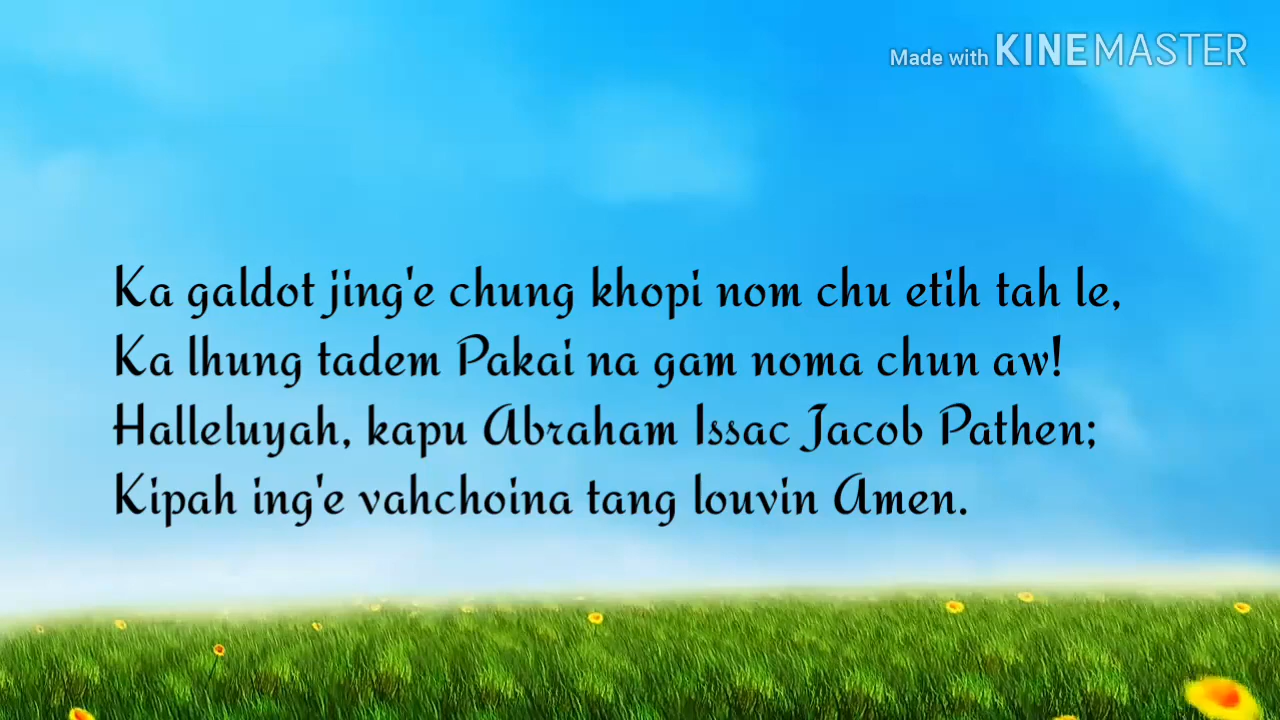 Made with KINEMASTER
Ka galdot jing'e chung khopi nom chu etih tah le,
Ka lhung tadem Pakai na gam noma chun aw!
Halleluyah, kapu Abraham Issac Jacob Pathen;
Kipah ing'e vahchoina tang louvin Amen.